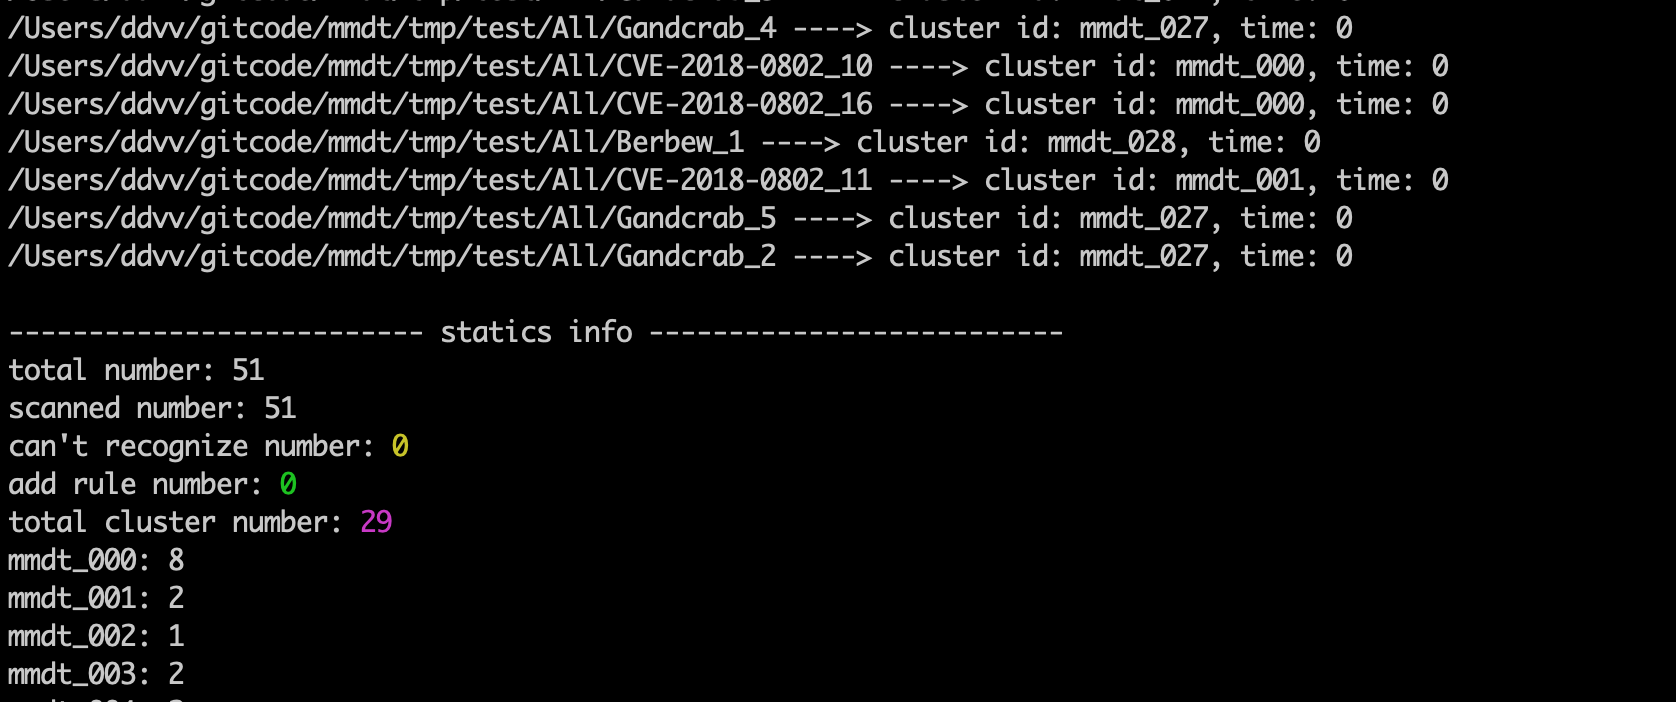 /Users/ddvv/gitcode/mmdt/tmp/test/All/Gandcrab_4 ----> cluster id: mmdt_027, time: 0
/Users/ddvv/gitcode/mmdt/tmp/test/All/CVE-2018-0802_10 ----> cluster id: mmdt_000, time: 0
/Users/ddvv/gitcode/mmdt/tmp/test/All/CVE-2018-0802_16 ----> cluster id: mmdt_000, time: 0
/Users/ddvv/gitcode/mmdt/tmp/test/All/Berbew_1 ----> cluster id: mmdt_028, time: 0
/Users/ddvv/gitcode/mmdt/tmp/test/All/CVE-2018-0802_11 ----> cluster id: mmdt_001, time: 0
/Users/ddvv/gitcode/mmdt/tmp/test/All/Gandcrab_5 ----> cluster id: mmdt_027, time: 0
/Users/ddvv/gitcode/mmdt/tmp/test/All/Gandcrab_2 ----> cluster id: mmdt_027, time: 0
-------------------------- statics info --------------------------
total number: 51
scanned number: 51
can't recognize number: 0
add rule number: 0
total cluster number: 29
mmdt_000: 8
mmdt_001: 2
mmdt_002: 1
mmdt_003: 2